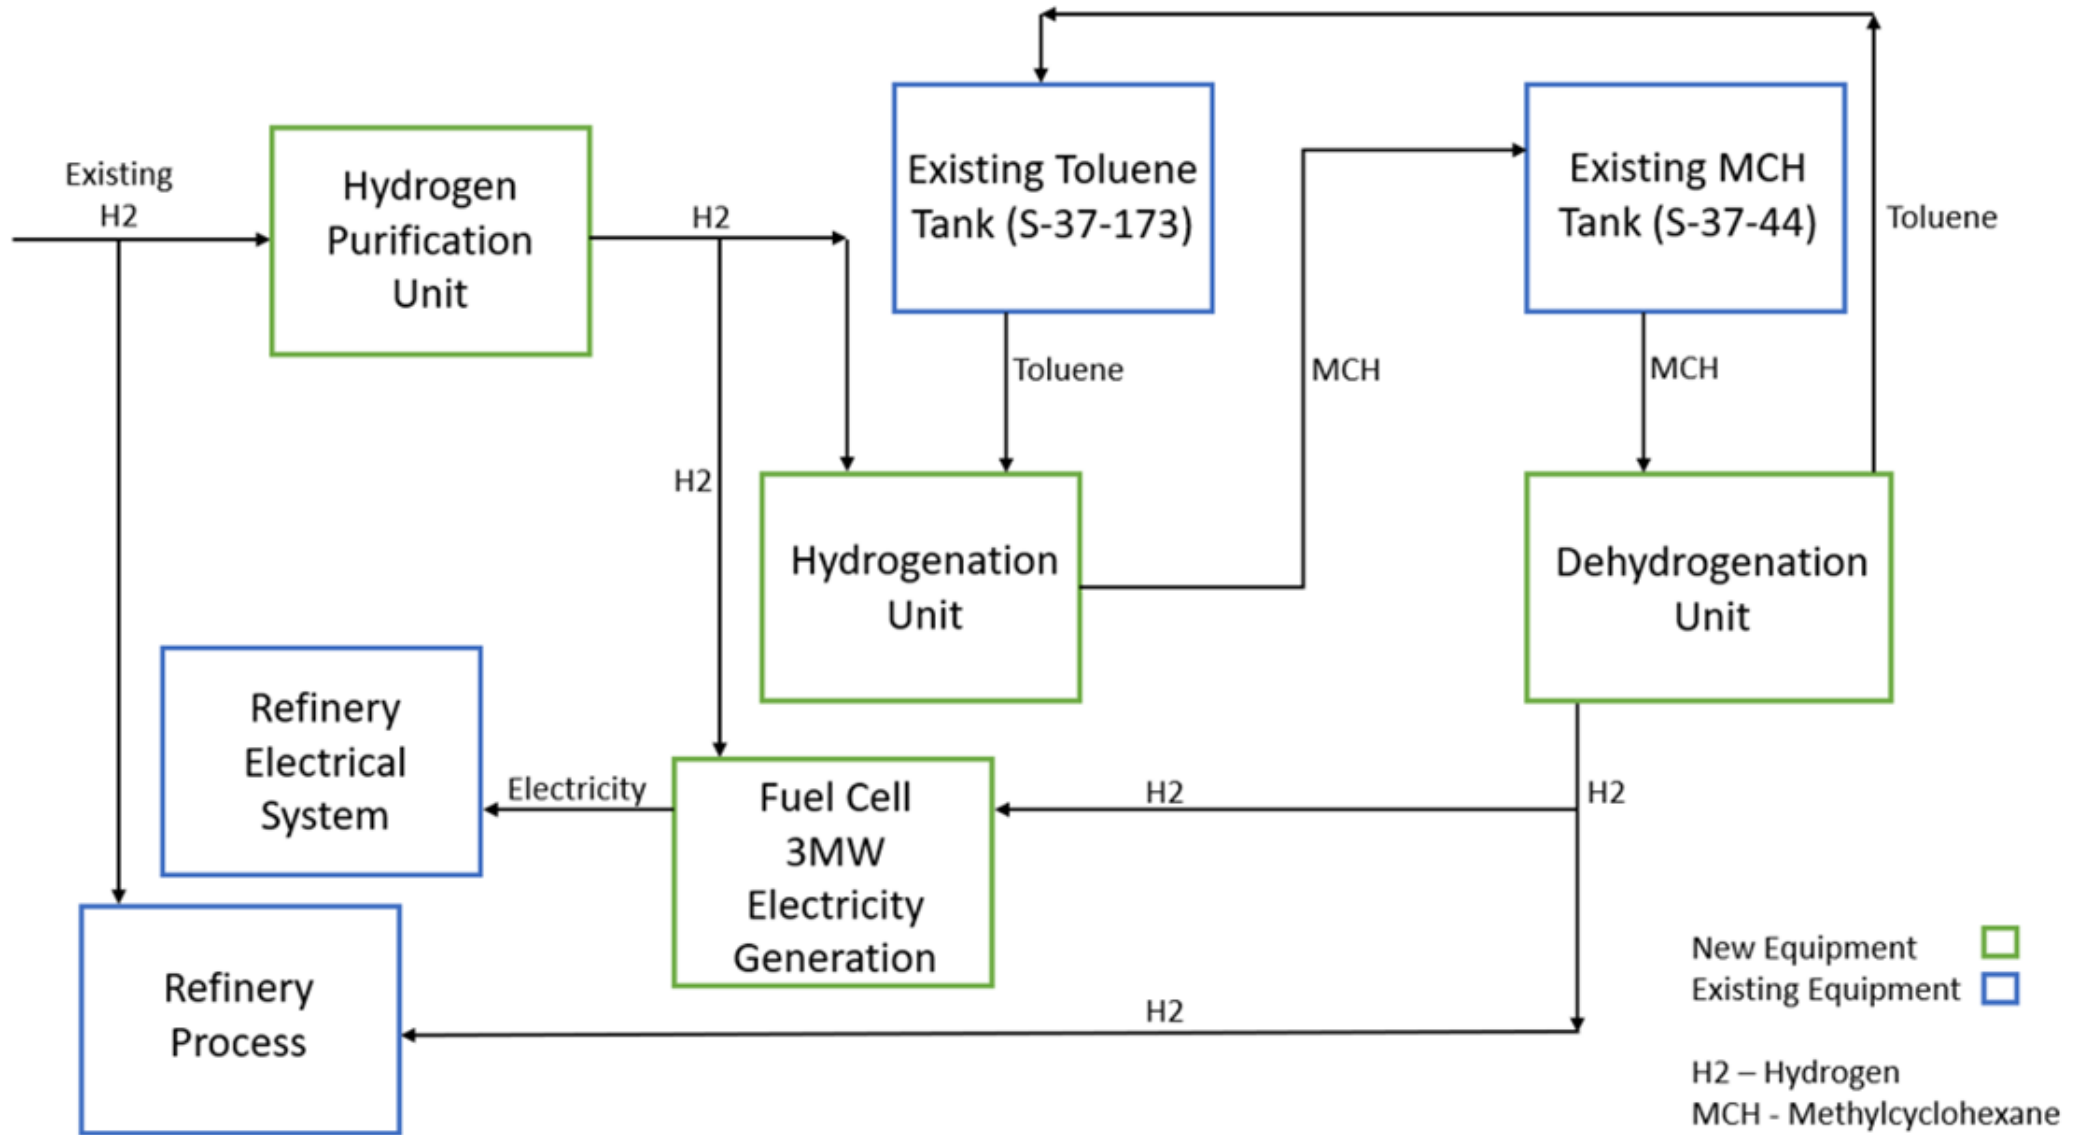 Existing
H2
Hydrogen
Purification
Unit
H2
Existing Toluene
Tank (S-37-173)
Existing MCH
Tank (S-37-44)
Toluene
Toluene
MCH
MCH
H2
Hydrogenation
Unit
Dehydrogenation
Unit
Refinery
Electrical
System
Electricity
Fuel Cell
3MW
Electricity
Generation
H2
H2
Refinery
Process
H2
New Equipment
Existing Equipment
H2 – Hydrogen
MCH - Methylcyclohexane